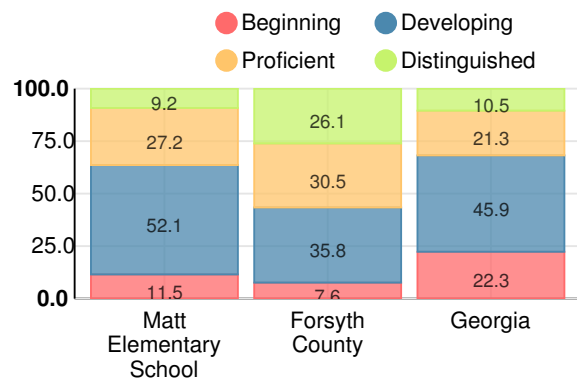 Beginning Developing
Proficient Distinguished
100.0
75.0
50.0
25.0
0.0
9.2 26.1 10.5
27.2 30.5 21.3
52.1 35.8 45.9
11.5 7.6 22.3
Matt Elementary School
Forsyth County
Georgia